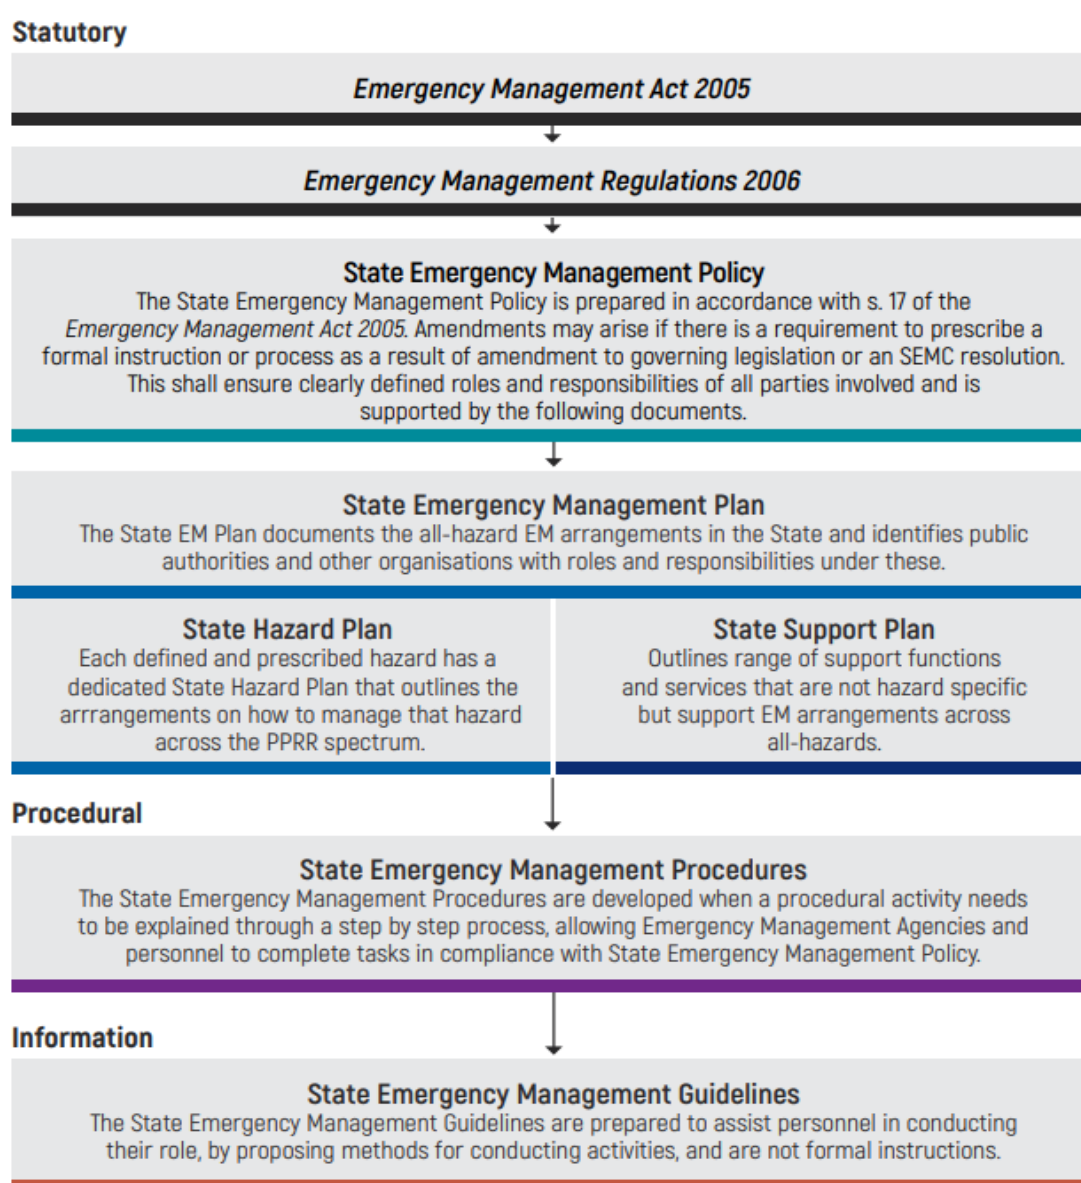 Statutory
Emergency Management Act 2005
Emergency Management Regulations 2006
State Emergency Management Policy
The State Emergency Management Policy is prepared in accordance with s. 17 of the
Emergency Management Act 2005. Amendments may arise if there is a requirement to prescribe a
formal instruction or process as a result of amendment to governing legislation or an SEMC resolution.
This shall ensure clearly defined roles and responsibilities of all parties involved and is
supported by the following documents.
State Emergency Management Plan
The State EM Plan documents the all-hazard EM arrangements in the State and identifies public
authorities and other organisations with roles and responsibilities under these.
State Hazard Plan
Each defined and prescribed hazard has a
dedicated State Hazard Plan that outlines the
arrrangements on how to manage that hazard
across the PPRR spectrum.
State Support Plan
Outlines range of support functions
and services that are not hazard specific
but support EM arrangements across
all-hazards.
Procedural
State Emergency Management Procedures
The State Emergency Management Procedures are developed when a procedural activity needs
to be explained through a step by step process, allowing Emergency Management Agencies and
personnel to complete tasks in compliance with State Emergency Management Policy.
Information
State Emergency Management Guidelines
The State Emergency Management Guidelines are prepared to assist personnel in conducting
their role, by proposing methods for conducting activities, and are not formal instructions.